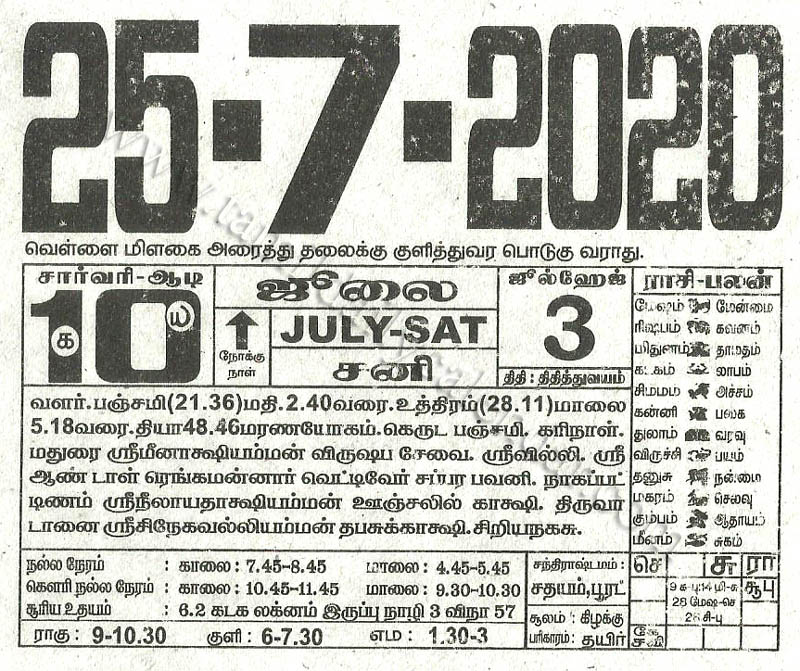 25-7-2020
வெள்ளை மிளகை அரைத்து தலைக்கு குளித்துவர பொடுகு வராது.
சார்வரி-ஆடி
10
க ய
ஜூலை
JULY-SAT
சனி
நோக்கு
நாள்
ஜூல்ஹேஜ்
3
திதி : திதித்துவயம்
ராசி-பலன்
மேஷம் மேன்மை
ரிஷபம் கவனம்
மிதுனம் தாமதம்
கடகம் லாபம்
சிம்மம் அச்சம்
கன்னி பகை
துலாம் வரவு
விருச்சி பயம்
தனுசு நன்மை
மகரம் செலவு
கும்பம் ஆதாயம்
மீனம் சுகம்
வளர்.பஞ்சமி(21.36)மதி.2.40வரை.உத்திரம்(28.11)மாலை
5.18வரை.தியா48.46மரணயோகம். கெருட பஞ்சமி. கரிநாள்.
மதுரை ஸ்ரீமீனாக்ஷியம்மன் விருஷப சேவை. ஸ்ரீவில்லி. ஸ்ரீ
ஆண் டாள் ரெங்கமன்னார் வெட்டிவேர் சப்பர பவனி. நாகப்பட்
டிணம் ஸ்ரீநீலாயதாக்ஷியம்மன் ஊஞ்சலில் காக்ஷி. திருவா
டானை ஸ்ரீசிநேகவல்லியம்மன் தபசுக்காக்ஷி.சிறியநகசு.
நல்ல நேரம் : காலை: 7.45-8.45 மாலை: 4.45-5.45
கௌரி நல்ல நேரம் : காலை: 10.45-11.45 மாலை: 9.30-10.30
சூரிய உதயம் : 6.2 கடக லக்னம் இருப்பு நாழி 3 விநா 57
ராகு: 9-10.30 குளி: 6-7.30 எம: 1.30-3
சந்திராஷ்டமம் :
சதயம்,பூரட்
சூலம் : கிழக்கு
பரிகாரம்: தயிர்
செ சு ரா
சூபு
9 க-பு:14 மி-சு
28 மேஷ-செ